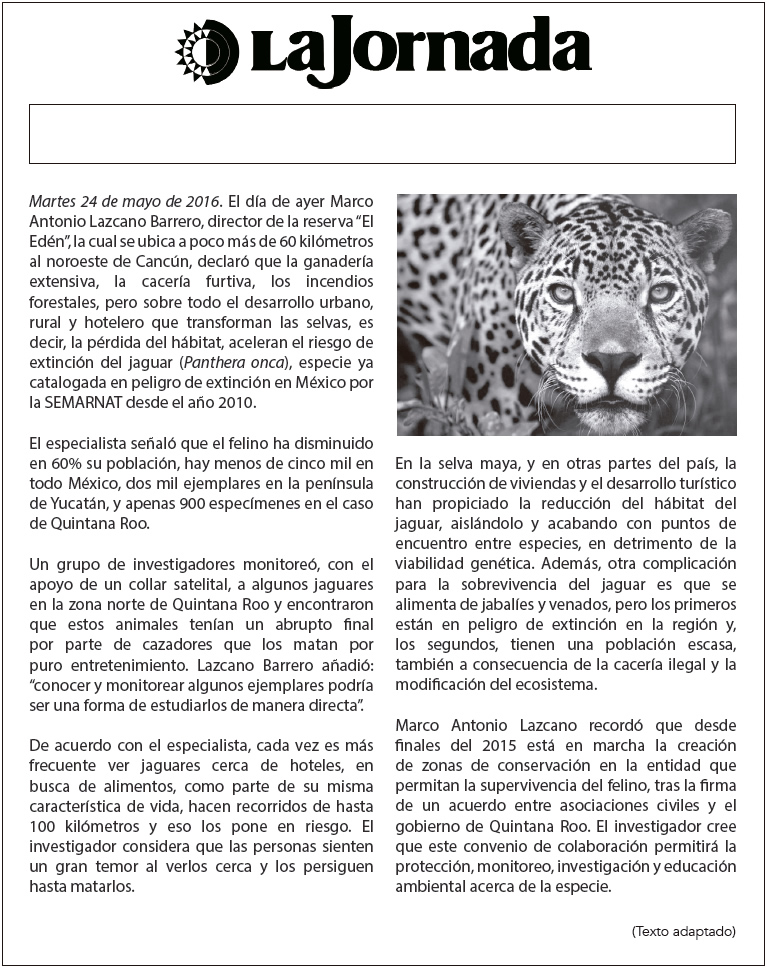 La Jornada
Martes 24 de mayo de 2016. El día de ayer Marco
Antonio Lazcano Barrero, director de la reserva “El
Edén”, la cual se ubica a poco más de 60 kilómetros
al noroeste de Cancún, declaró que la ganadería
extensiva, la cacería furtiva, los incendios
forestales, pero sobre todo el desarrollo urbano,
rural y hotelero que transforman las selvas, es
decir, la pérdida del hábitat, aceleran el riesgo de
extinción del jaguar (Panthera onca), especie ya
catalogada en peligro de extinción en México por
la SEMARNAT desde el año 2010.
El especialista señaló que el felino ha disminuido
en 60% su población, hay menos de cinco mil en
todo México, dos mil ejemplares en la península
de Yucatán, y apenas 900 especímenes en el caso
de Quintana Roo.
Un grupo de investigadores monitoreó, con el
apoyo de un collar satelital, a algunos jaguares
en la zona norte de Quintana Roo y encontraron
que estos animales tenían un abrupto final
por parte de cazadores que los matan por
puro entretenimiento. Lazcano Barrero añadió:
“conocer y monitorear algunos ejemplares podría
ser una forma de estudiarlos de manera directa”.
De acuerdo con el especialista, cada vez es más
frecuente ver jaguares cerca de hoteles, en
busca de alimentos, como parte de su misma
característica de vida, hacen recorridos de hasta
100 kilómetros y eso los pone en riesgo. El
investigador considera que las personas sienten
un gran temor al verlos cerca y los persiguen
hasta matarlos.
En la selva maya, y en otras partes del país, la
construcción de viviendas y el desarrollo turístico
han propiciado la reducción del hábitat del
jaguar, aislándolo y acabando con puntos de
encuentro entre especies, en detrimento de la
viabilidad genética. Además, otra complicación
para la sobrevivencia del jaguar es que se
alimenta de jabalíes y venados, pero los primeros
están en peligro de extinción en la región y,
los segundos, tienen una población escasa,
también a consecuencia de la cacería ilegal y la
modificación del ecosistema.
Marco Antonio Lazcano recordó que desde
finales del 2015 está en marcha la creación
de zonas de conservación en la entidad que
permitan la supervivencia del felino, tras la firma
de un acuerdo entre asociaciones civiles y el
gobierno de Quintana Roo. El investigador cree
que este convenio de colaboración permitirá la
protección, monitoreo, investigación y educación
ambiental acerca de la especie.
(Texto adaptado)